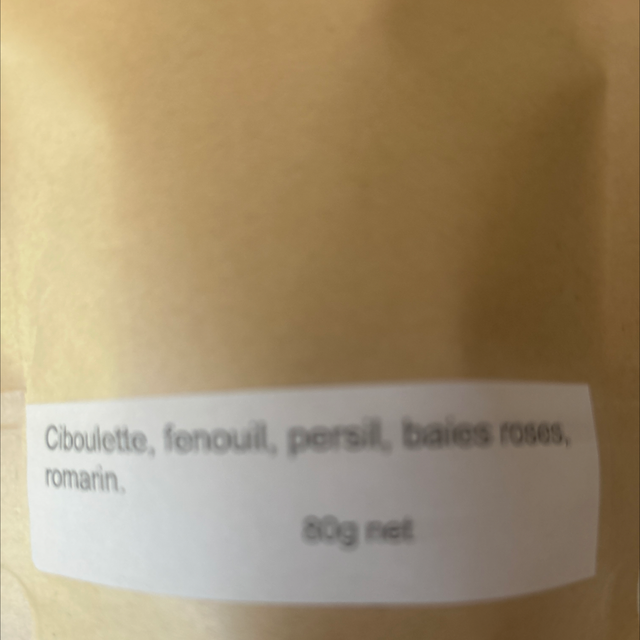 Ciboulette, fenouil, persil, baies roses,
romarin.
80g net